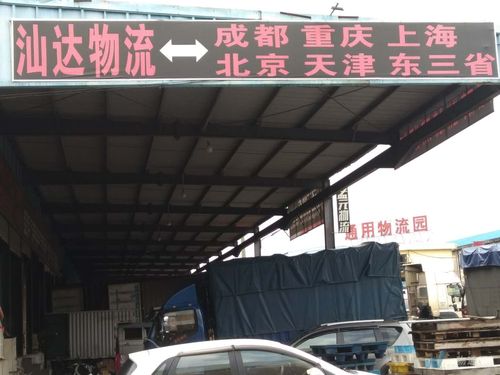 汕达物流 ↔ 成都 重庆 上海
北京 天津 东三省
通用物流园